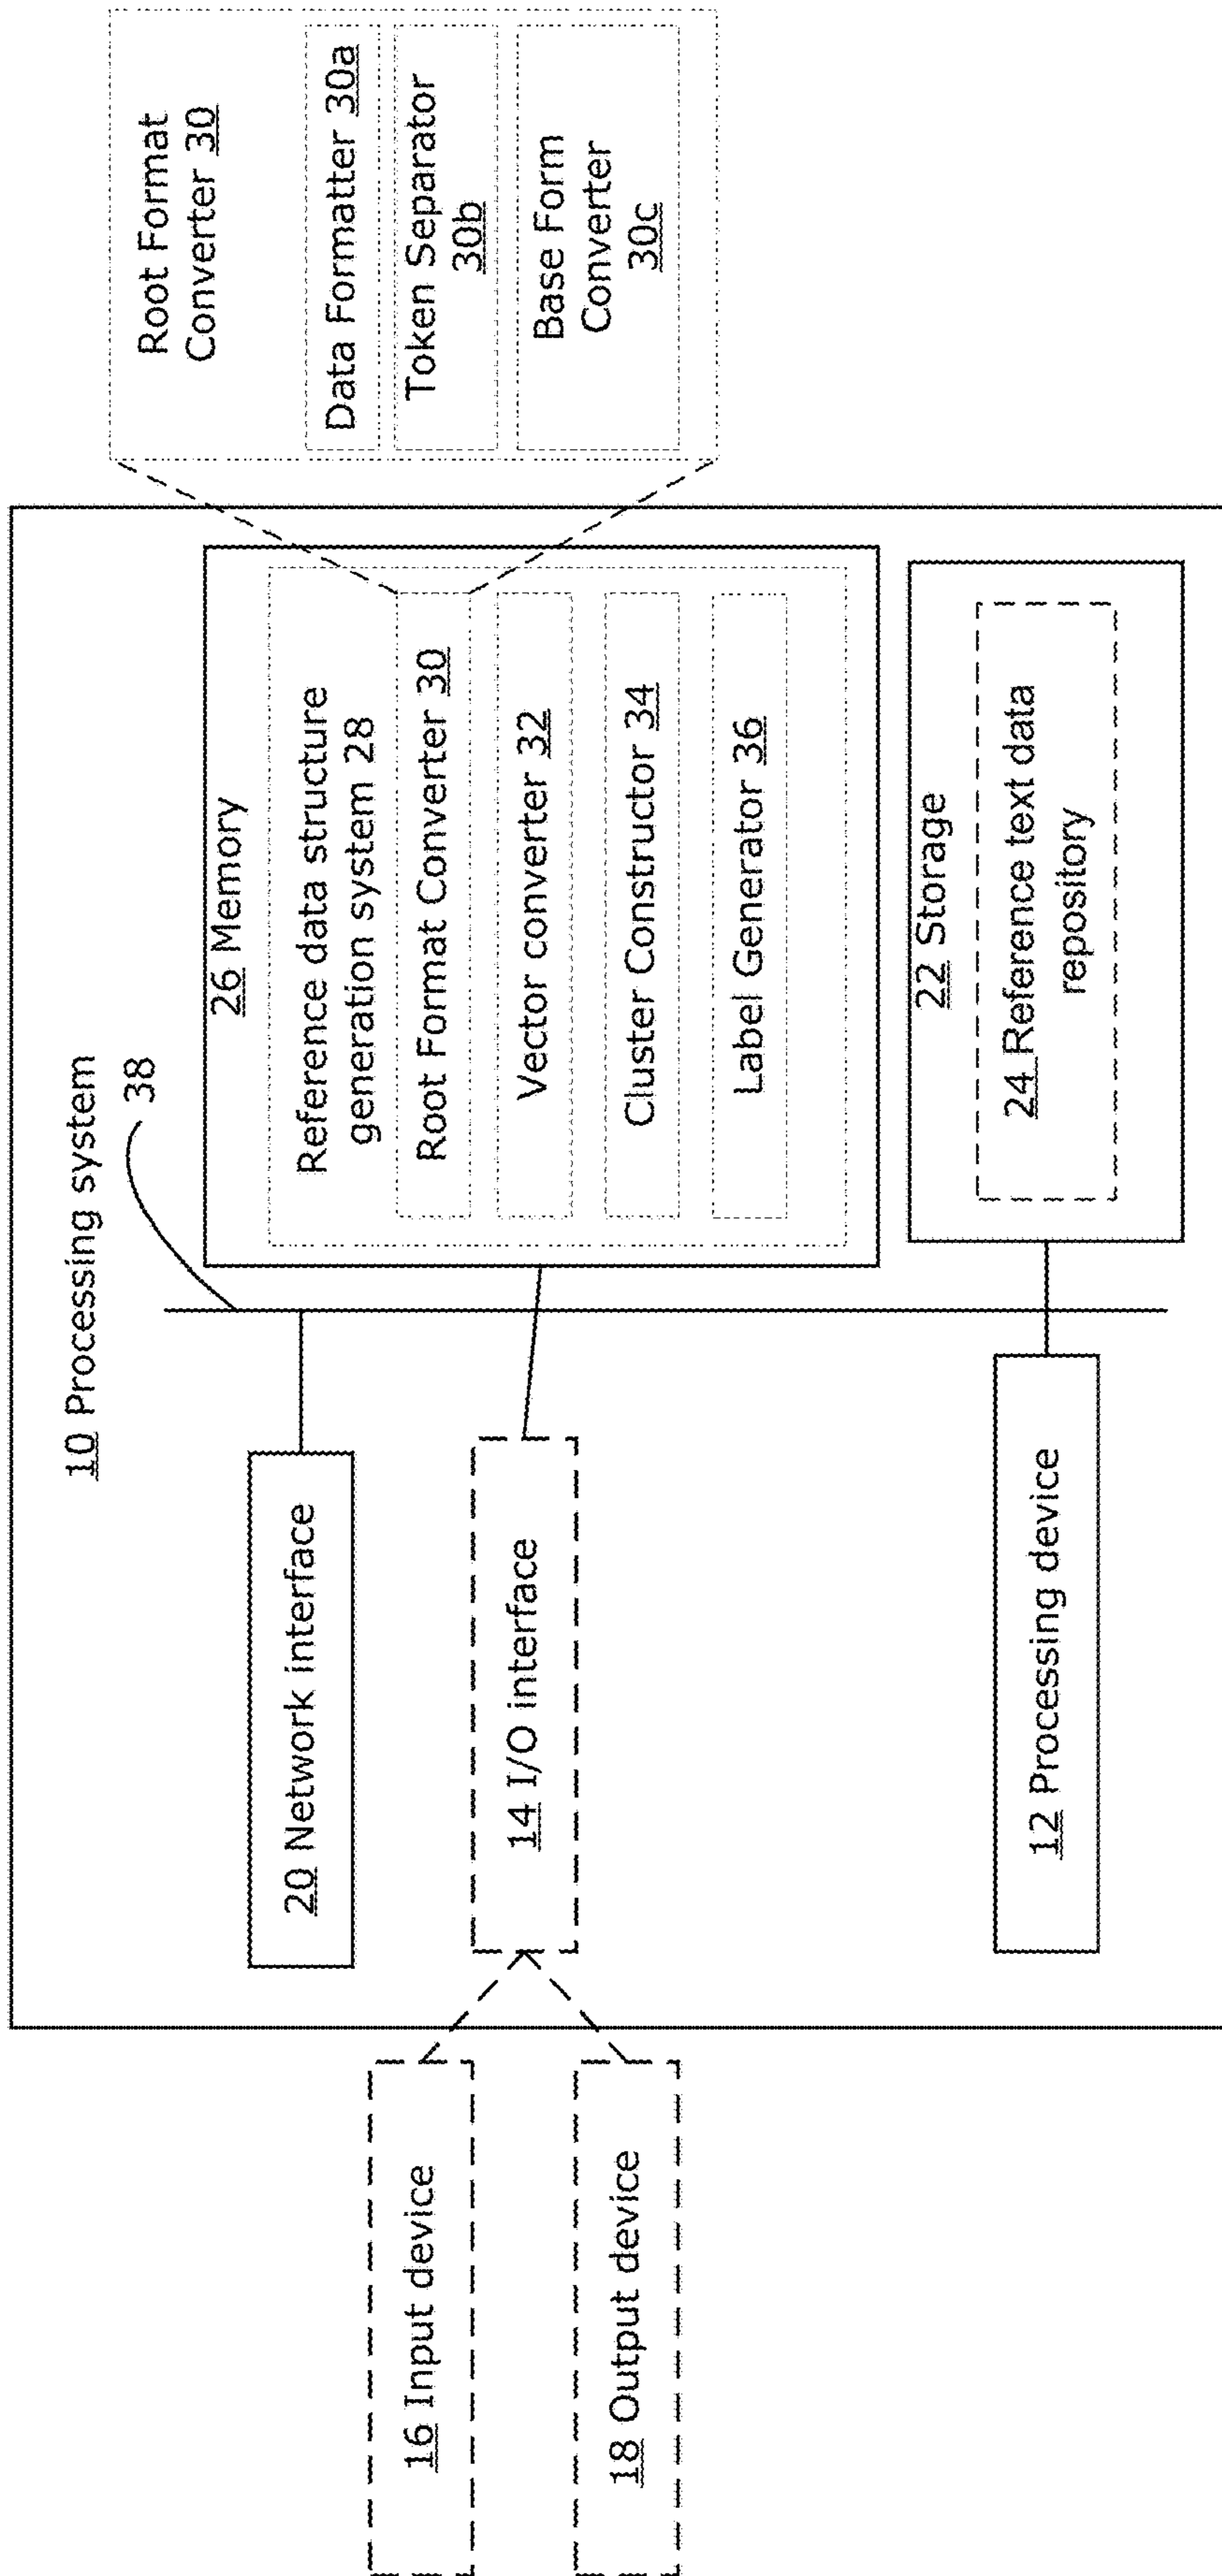 10 Processing system
38
16 Input device
18 Output device
20 Network interface
14 I/O interface
12 Processing device
26 Memory
Reference data structure
generation system 28
Root Format Converter 30
Vector converter 32
Cluster Constructor 34
Label Generator 36
22 Storage
24 Reference text data
repository
Root Format
Converter 30
Data Formatter 30a
Token Separator
30b
Base Form
Converter
30c